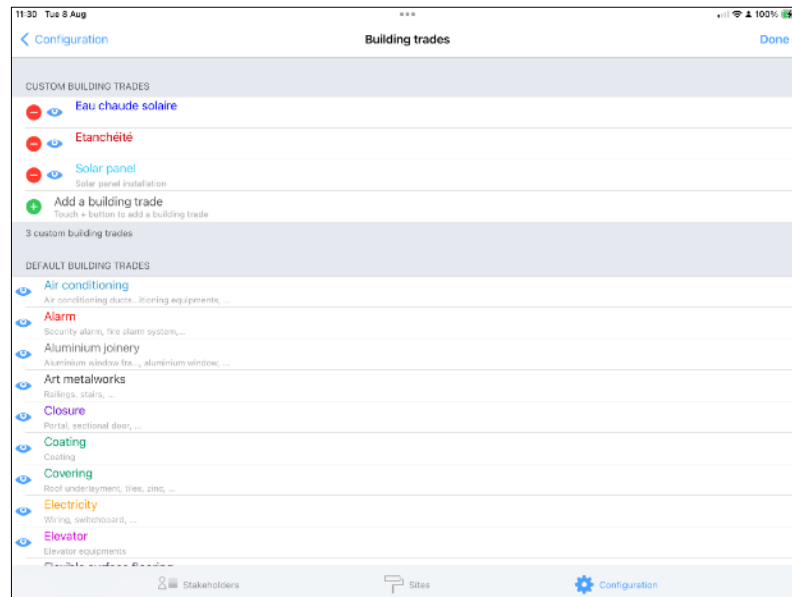 11:30 Tue 8 Aug
100%
Configuration
Building trades
Done
CUSTOM BUILDING TRADES
Eau chaude solaire
Etanchéité
Solar panel
Solar panel installation
Add a building trade
Touch + button to add a building trade
3 custom building trades
DEFAULT BUILDING TRADES
Air conditioning
Air conditioning ducts...itioning equipments, ...
Alarm
Security alarm, fire alarm system,...
Aluminium joinery
Aluminium window fra..., aluminium window, ...
Art metalworks
Railings, stairs, ...
Closure
Portal, sectional door, ...
Coating
Coating
Covering
Roof underlayment, tiles, zinc, ...
Electricity
Wiring, switchboard, ...
Elevator
Elevator equipments
Flexible surface flooring
Stakeholders
Sites
Configuration